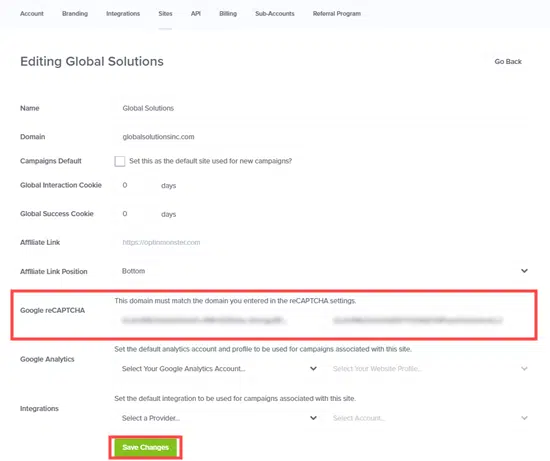 Account Branding Integrations Sites API Billing Sub-Accounts Referral Program
Editing Global Solutions
Go Back
Name Global Solutions
Domain globalsolutionsinc.com
Campaigns Default Set this as the default site used for new campaigns?
Global Interaction Cookie 0 days
Global Success Cookie 0 days
Affiliate Link https://optinmonster.com
Affiliate Link Position Bottom
Google reCAPTCHA This domain must match the domain you entered in the reCAPTCHA settings.
Google Analytics Set the default analytics account and profile to be used for campaigns associated with this site.
Select Your Google Analytics Account... Select Your Website Profile...
Integrations Set the default integration to be used for campaigns associated with this site.
Select a Provider... Select Account...
Save Changes